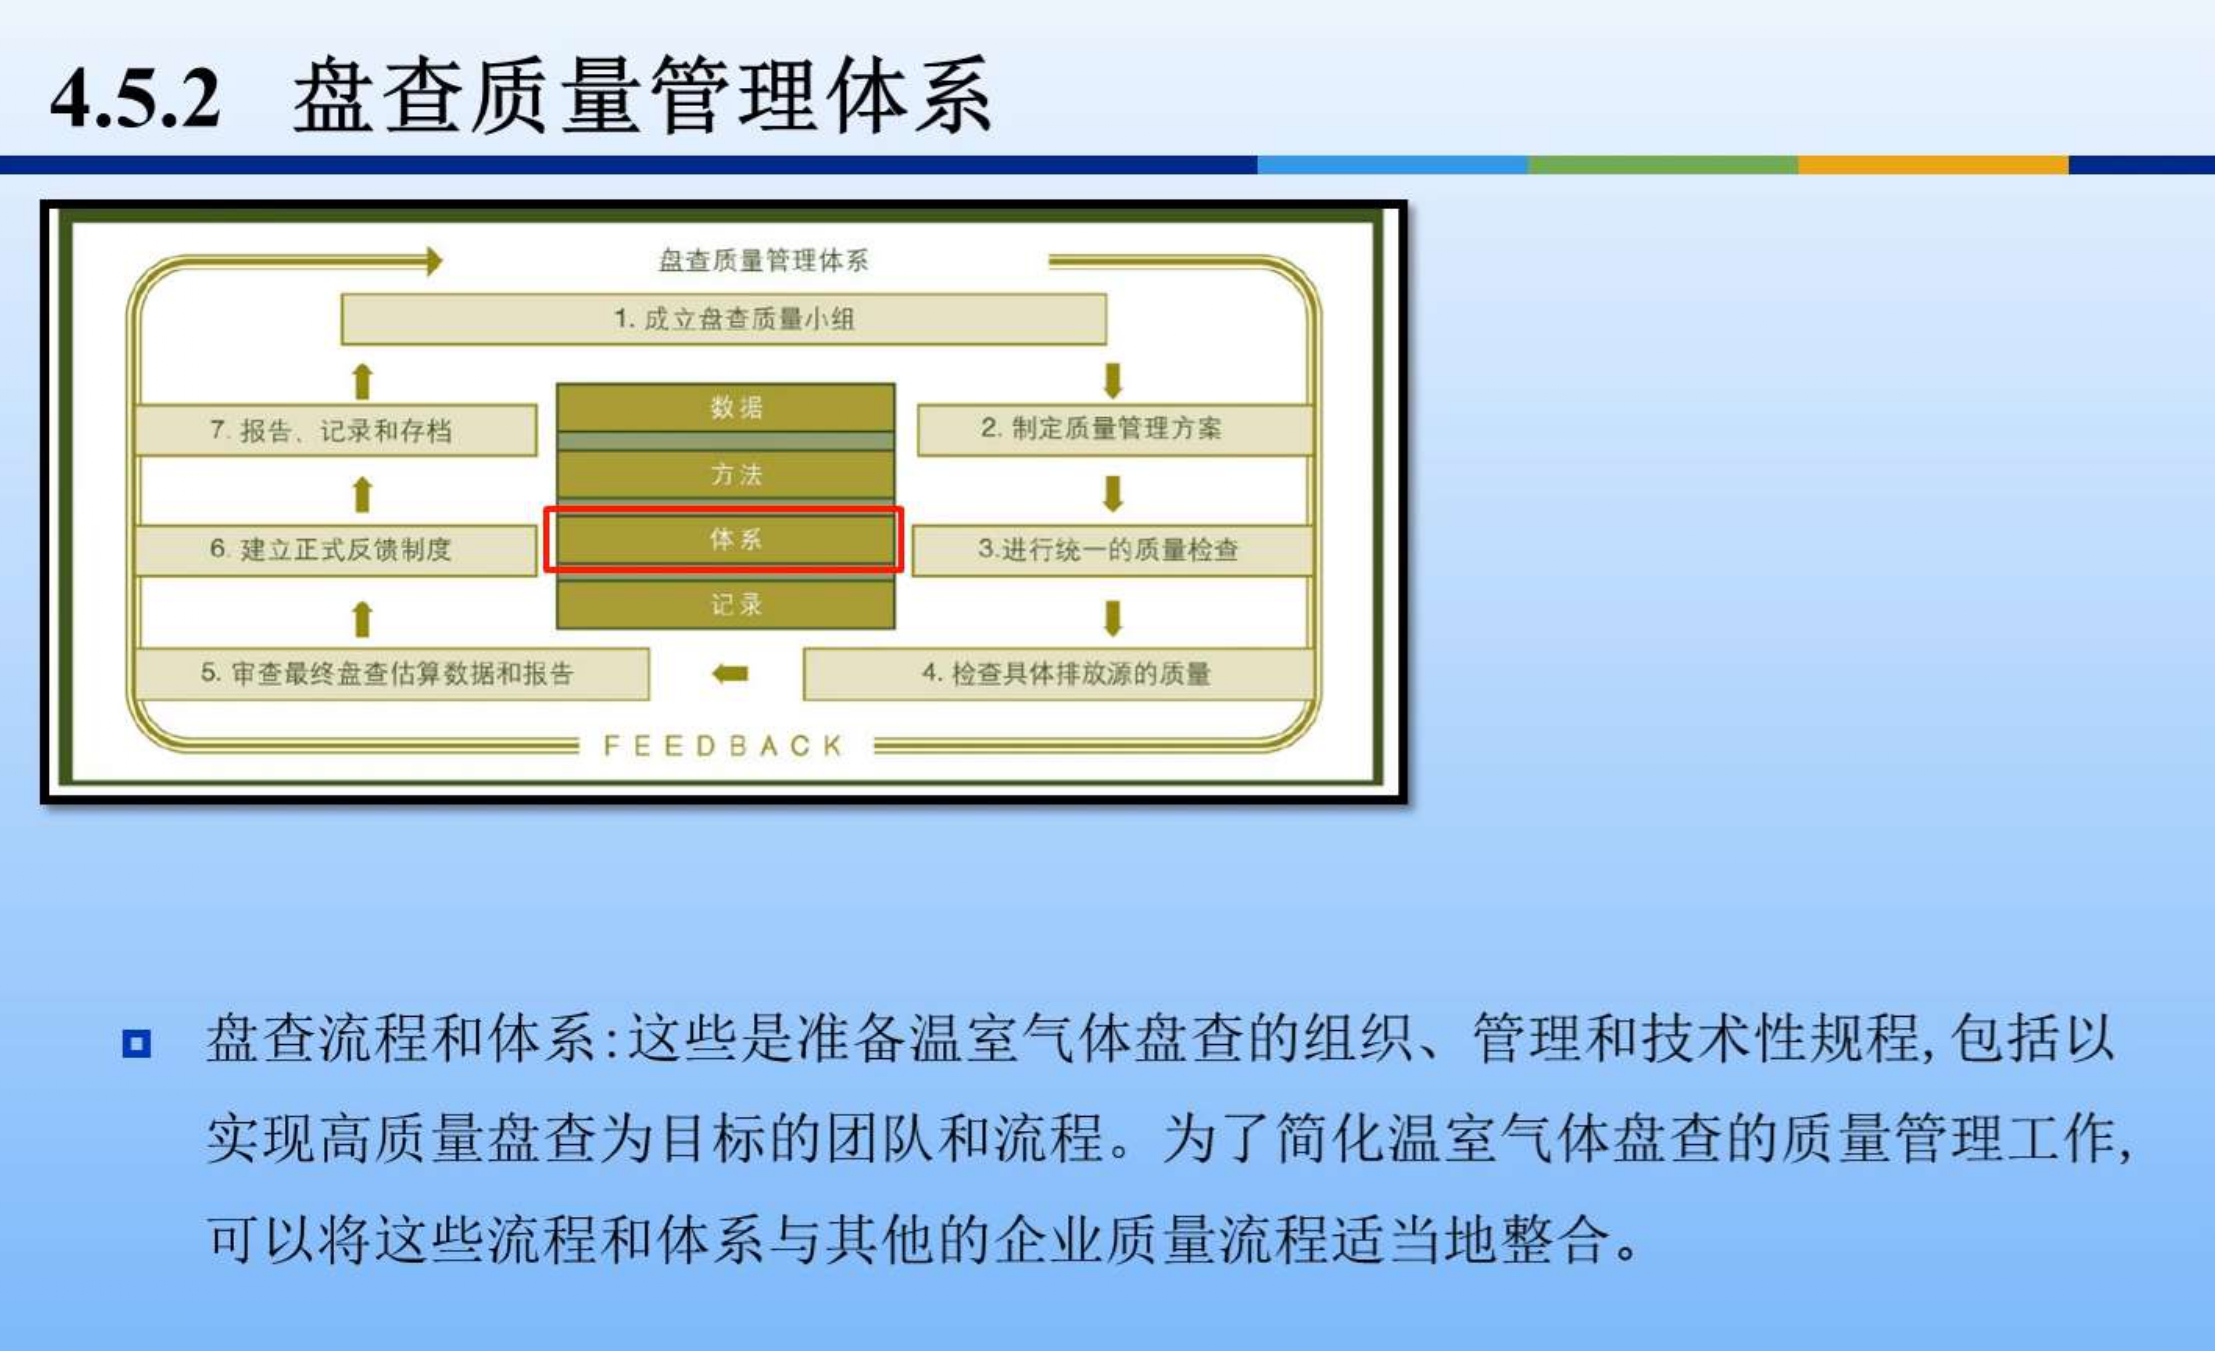 4.5.2 盘查质量管理体系
盘查质量管理体系
1. 成立盘查质量小组
数据
7. 报告、记录和存档
2. 制定质量管理方案
方法
体系
6. 建立正式反馈制度
3.进行统一的质量检查
记录
5. 审查最终盘查估算数据和报告
4. 检查具体排放源的质量
FEEDBACK
盘查流程和体系:这些是准备温室气体盘查的组织、管理和技术性规程,包括以
实现高质量盘查为目标的团队和流程。为了简化温室气体盘查的质量管理工作,
可以将这些流程和体系与其他的企业质量流程适当地整合。